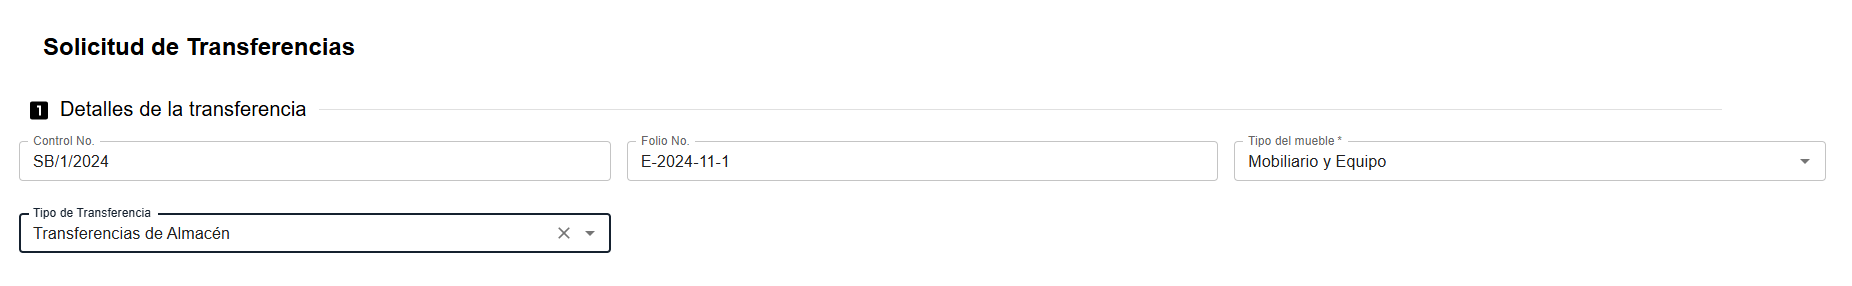 Solicitud de Transferencias
1 Detalles de la transferencia
Control No.
SB/1/2024
Folio No.
E-2024-11-1
Tipo del mueble *
Mobiliario y Equipo
Tipo de Transferencia
Transferencias de Almacén